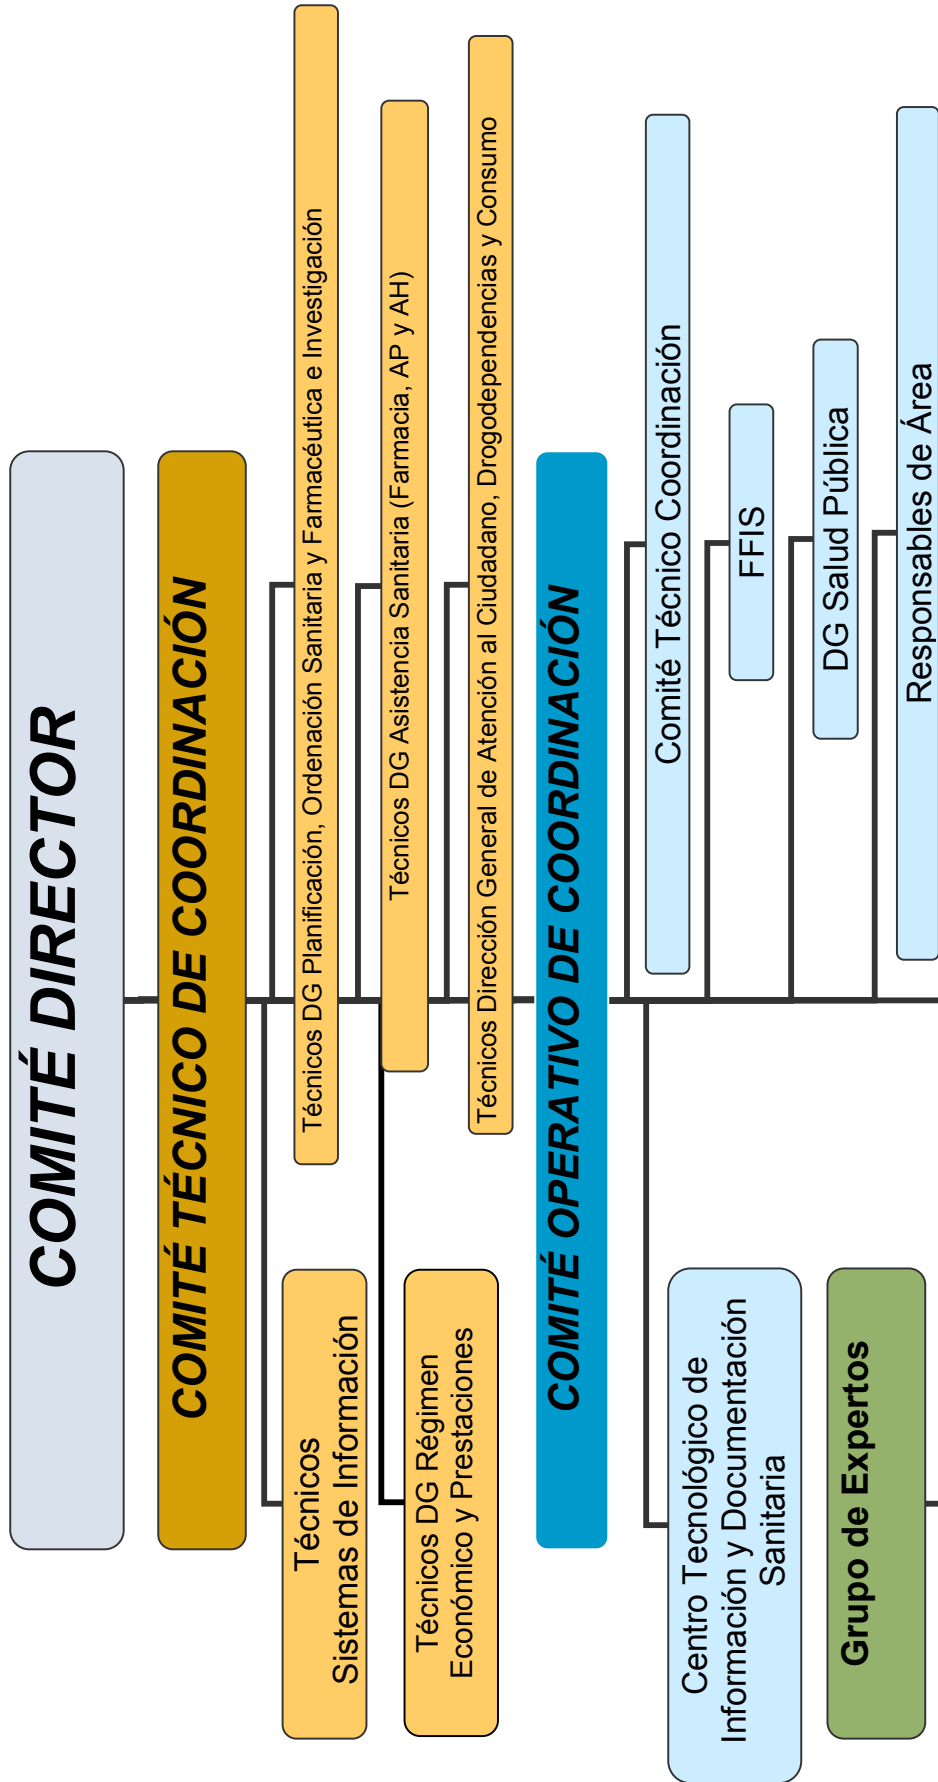 COMITÉ DIRECTOR
COMITÉ TÉCNICO DE COORDINACIÓN
Técnicos
Sistemas de Información
Técnicos DG Planificación, Ordenación Sanitaria y Farmacéutica e Investigación
Técnicos DG Régimen
Económico y Prestaciones
Técnicos DG Asistencia Sanitaria (Farmacia, AP y AH)
Técnicos Dirección General de Atención al Ciudadano, Drogodependencias y Consumo
COMITÉ OPERATIVO DE COORDINACIÓN
Centro Tecnológico de
Información y Documentación
Sanitaria
Comité Técnico Coordinación
FFIS
Grupo de Expertos
DG Salud Pública
Responsables de Área